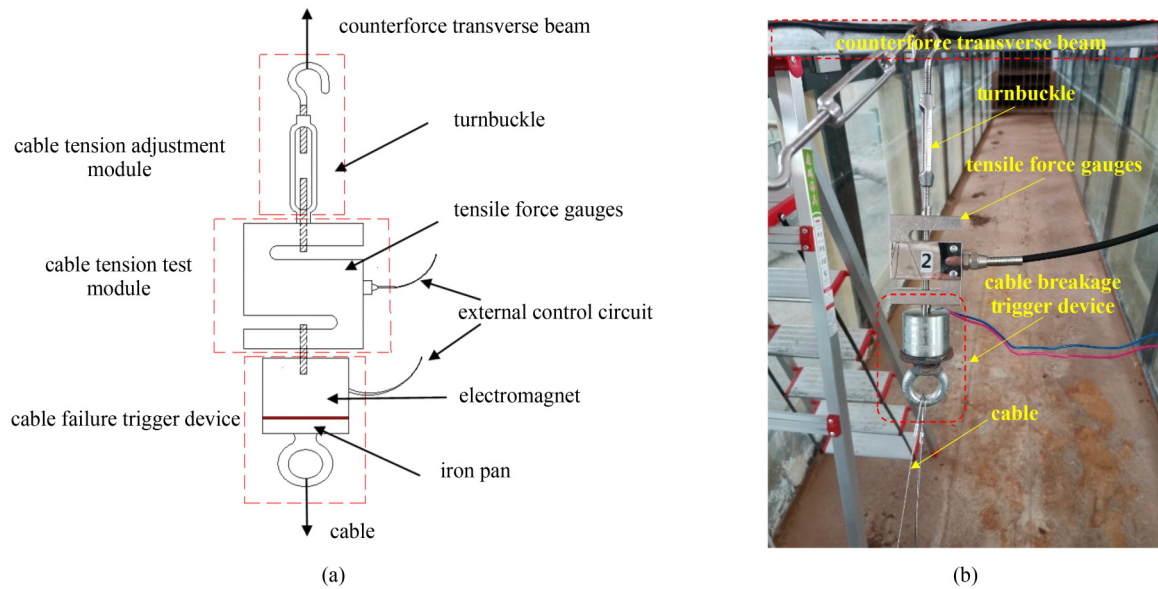 counterforce transverse beam
turnbuckle
cable tension adjustment
module
tensile force gauges
cable tension test
module
external control circuit
electromagnet
cable failure trigger device
iron pan
cable
(a)
counterforce transverse beam
turnbuckle
tensile force gauges
2
cable breakage
trigger device
cable
(b)